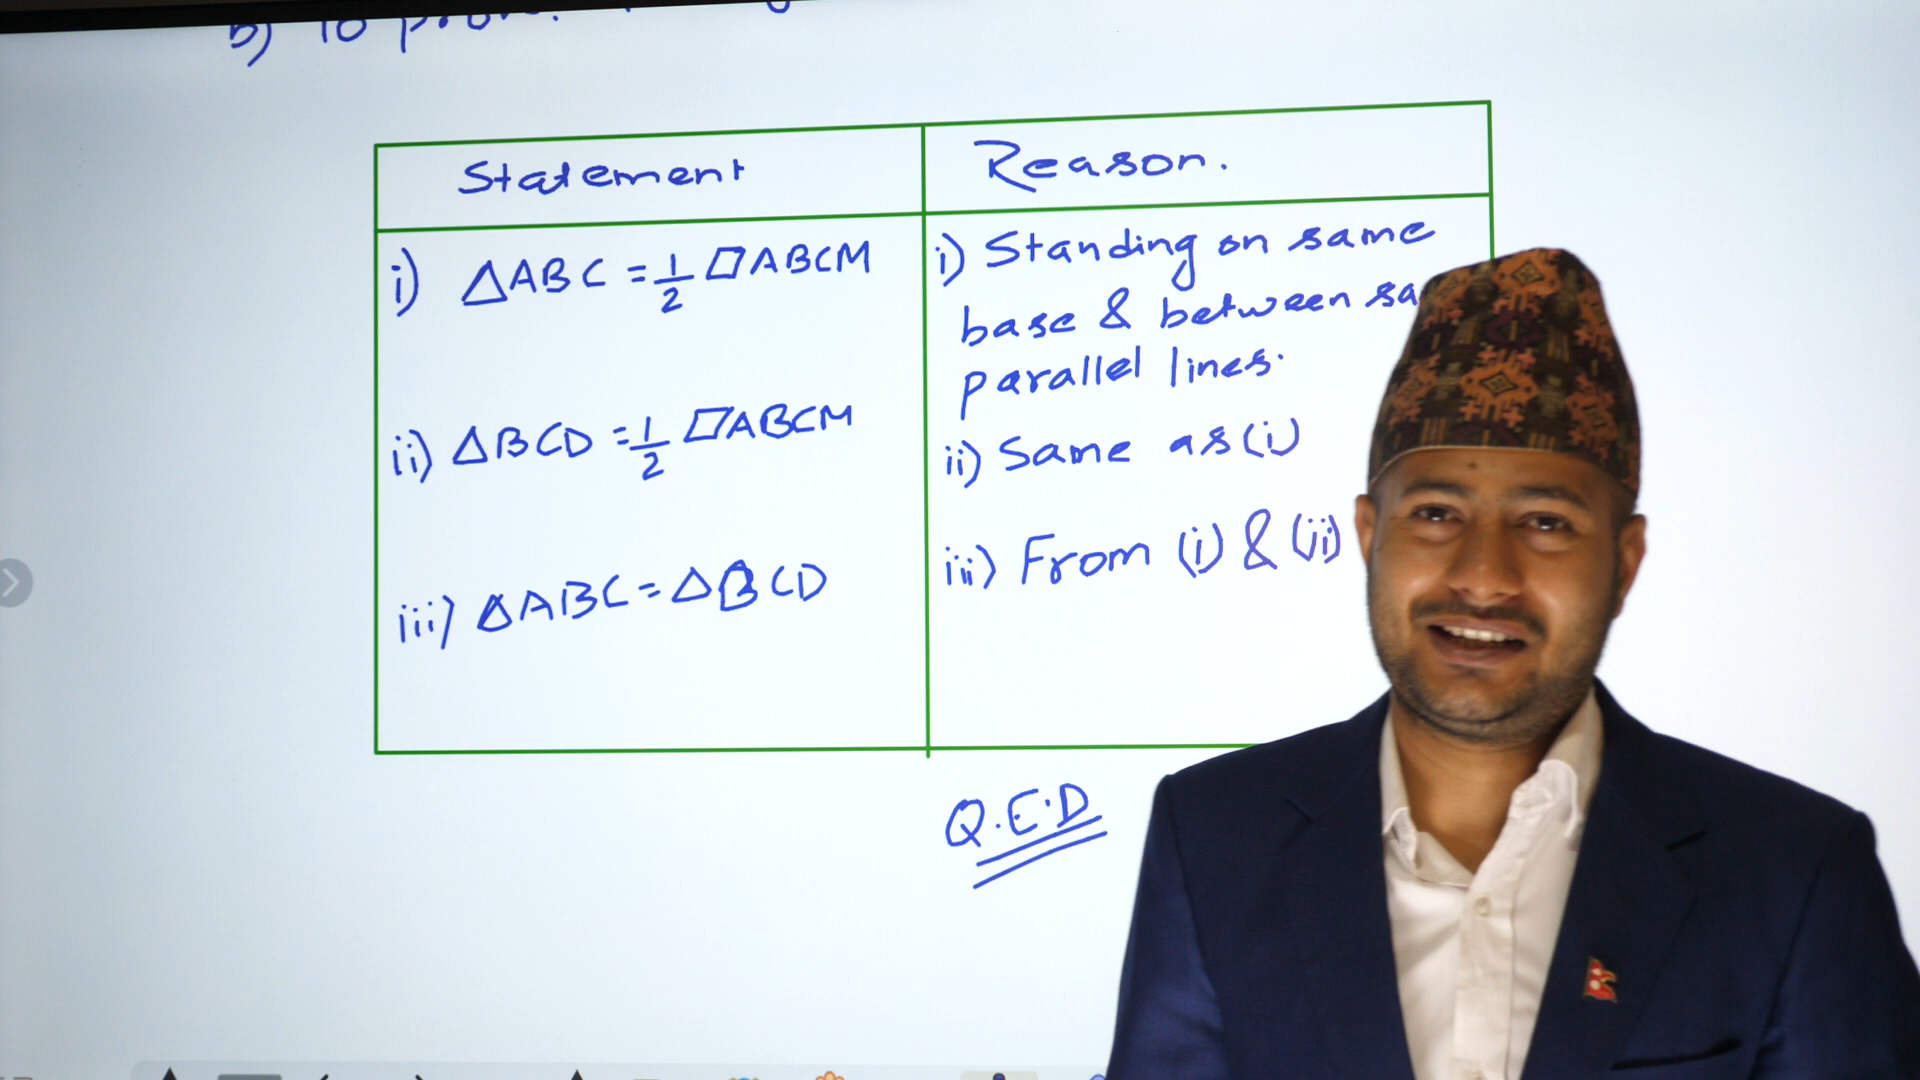 b) To
Statement
Reason.
i) △ABC = 1/2 ▱ABCM
i) Standing on same
base & between
parallel lines.
ii) △BCD = 1/2 ▱ABCM
ii) Same as (i)
iii) △ABC = △BCD
iii) From (i) & (ii)
Q.E.D